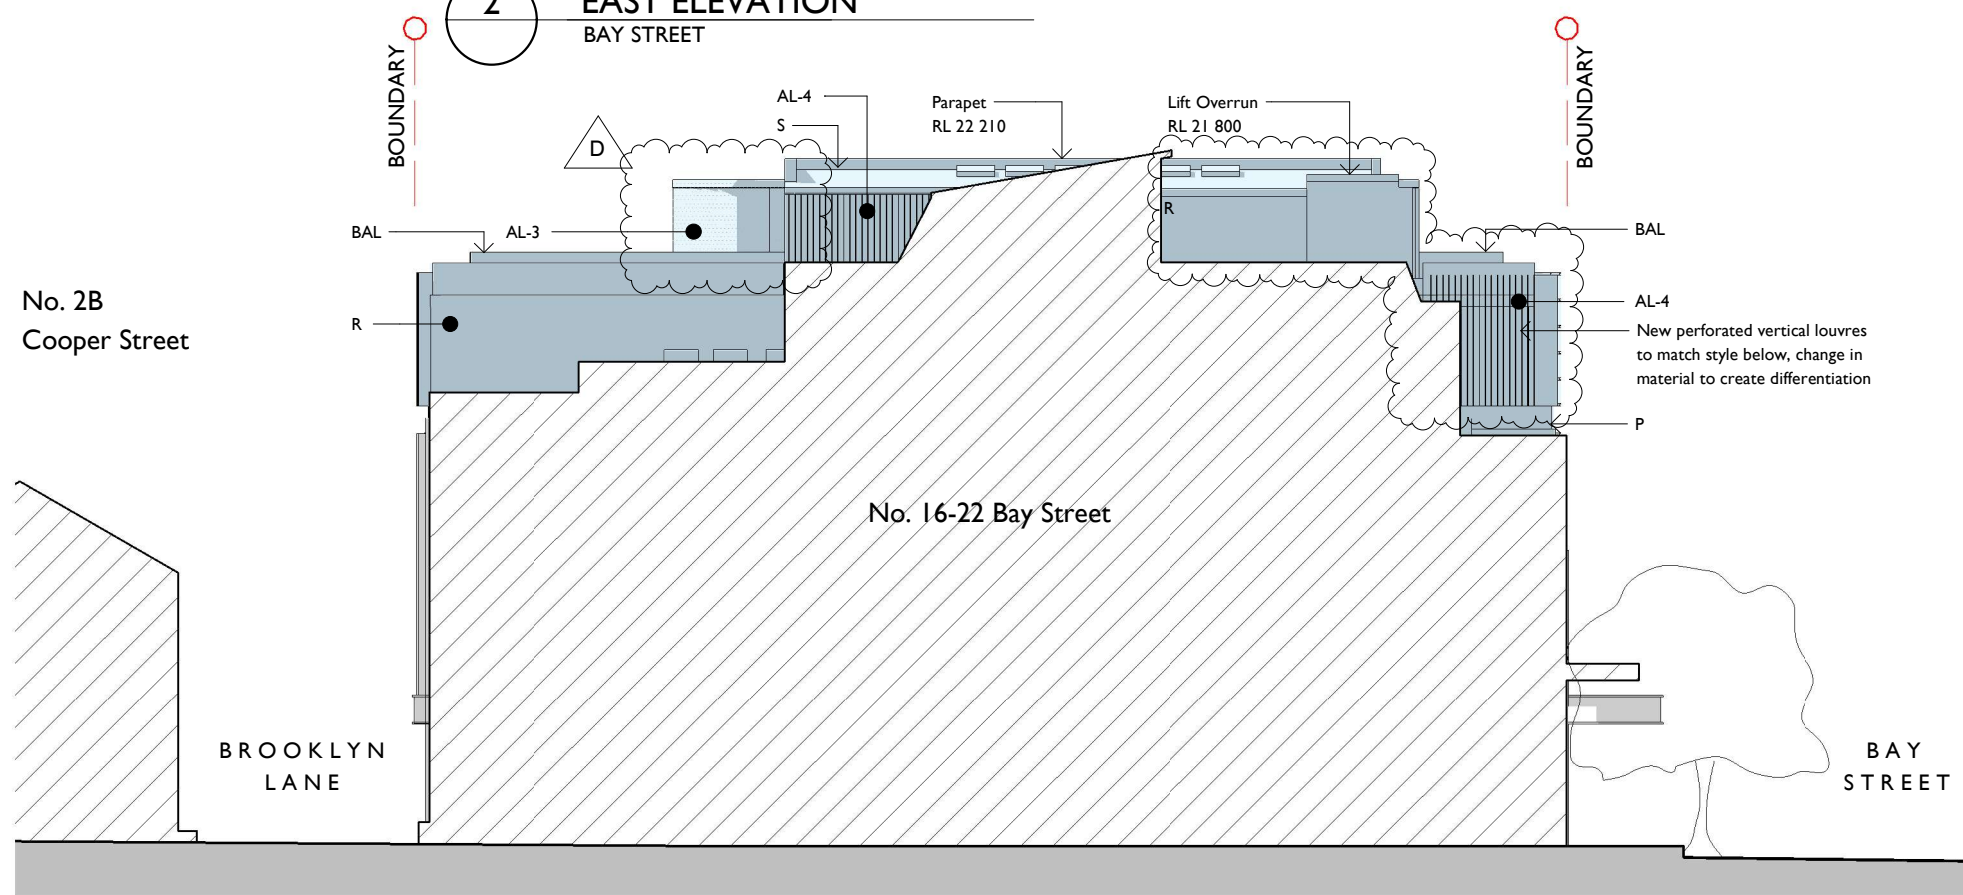 2
EAST ELEVATION
BAY STREET
BOUNDARY
BOUNDARY
AL-4
S
Parapet
RL 22 210
Lift Overrun
RL 21 800
D
R
BAL
AL-3
BAL
No. 2B
Cooper Street
R
AL-4
New perforated vertical louvres
to match style below, change in
material to create differentiation
P
No. 16-22 Bay Street
BROOKLYN
LANE
BAY
STREET